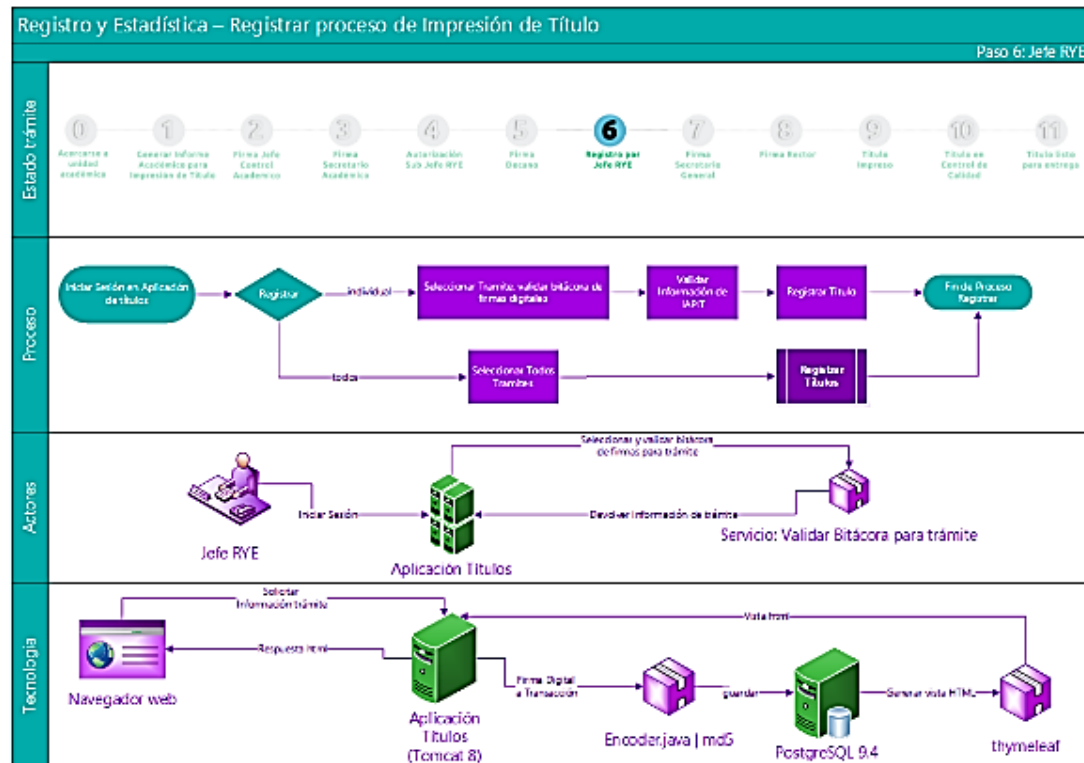 Registro y Estadística – Registrar proceso de Impresión de Título
Paso 6: Jefe RYE
Estado trámite
0
1
2
3
4
5
6
7
8
9
10
11
Acercarse a
unidad
académica
Generar Informe
Académico para
Impresión de Título
Firma Jefe
Control
Academico
Firma
Secretario
Académico
Autorización
Sub Jefe RYE
Firma
Decano
Registro por
Jefe RYE
Firma
Secretario
General
Firma Rector
Título
Impreso
Título en
Control de
Calidad
Título listo
para entrega
Proceso
Iniciar Sesión en Aplicación
de títulos
Registrar
individual
Seleccionar Tramite, validar bitácora de
firmas digitales
Validar
Información de
IAPIT
Registrar Titulo
Fin de Proceso
Registrar
todos
Seleccionar Todos
Tramites
Registrar
Títulos
Actores
Jefe RYE
Iniciar Sesión
Aplicación Títulos
Seleccionar y validar bitácora
de firmas para trámite
Devolver Información de trámite
Servicio: Validar Bitácora para trámite
Tecnología
Navegador web
Solicitar
Información trámite
Respuesta html
Aplicación
Títulos
(Tomcat 8)
Firma Digital
a Transacción
Encoder.java | md5
guardar
PostgreSQL 9.4
Generar vista HTML
thymeleaf
Vista html